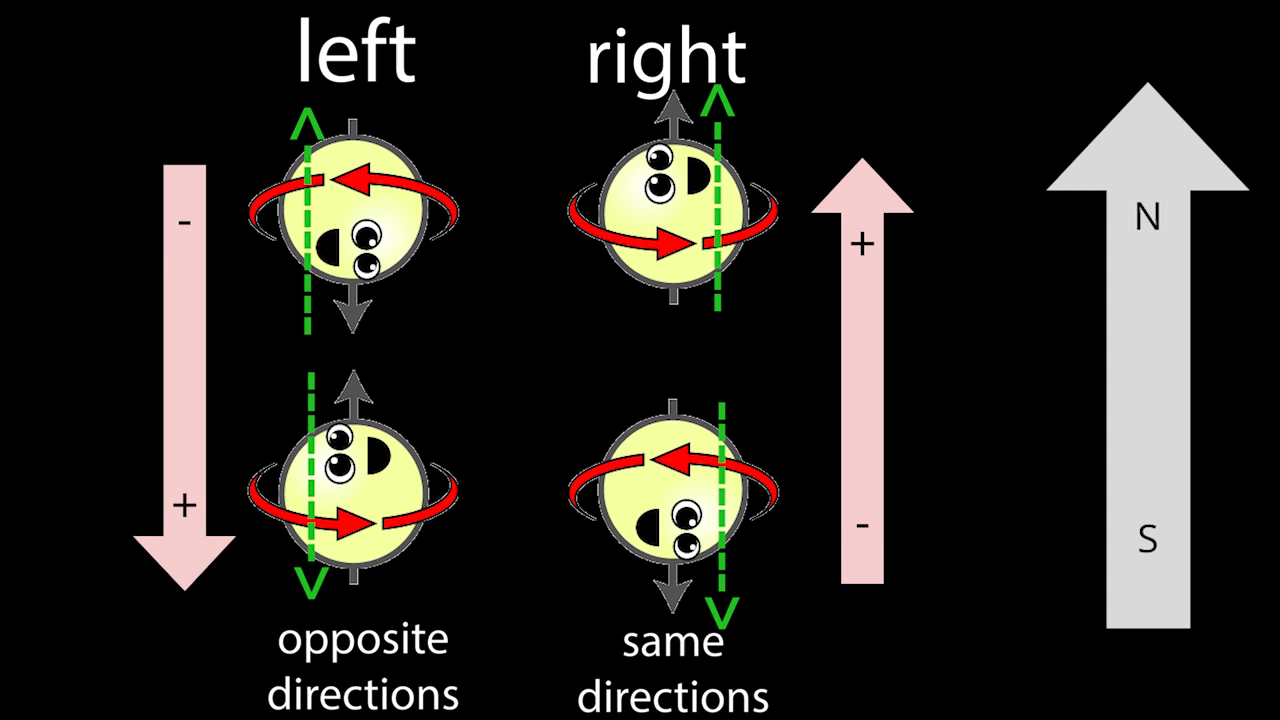 left
right
-
+
N
+
-
S
opposite
directions
same
directions